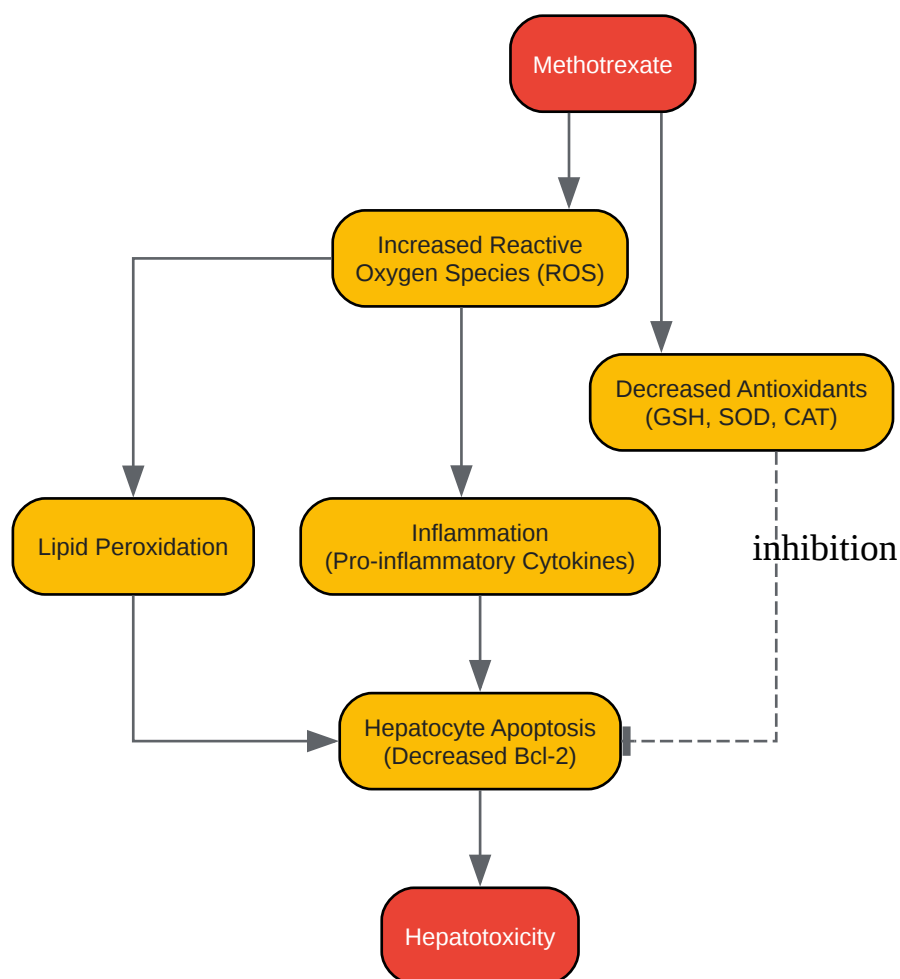 Methotrexate
Increased Reactive
Oxygen Species (ROS)
Decreased Antioxidants
(GSH, SOD, CAT)
Lipid Peroxidation
Inflammation
(Pro-inflammatory Cytokines)
inhibition
Hepatocyte Apoptosis
(Decreased Bcl-2)
Hepatotoxicity